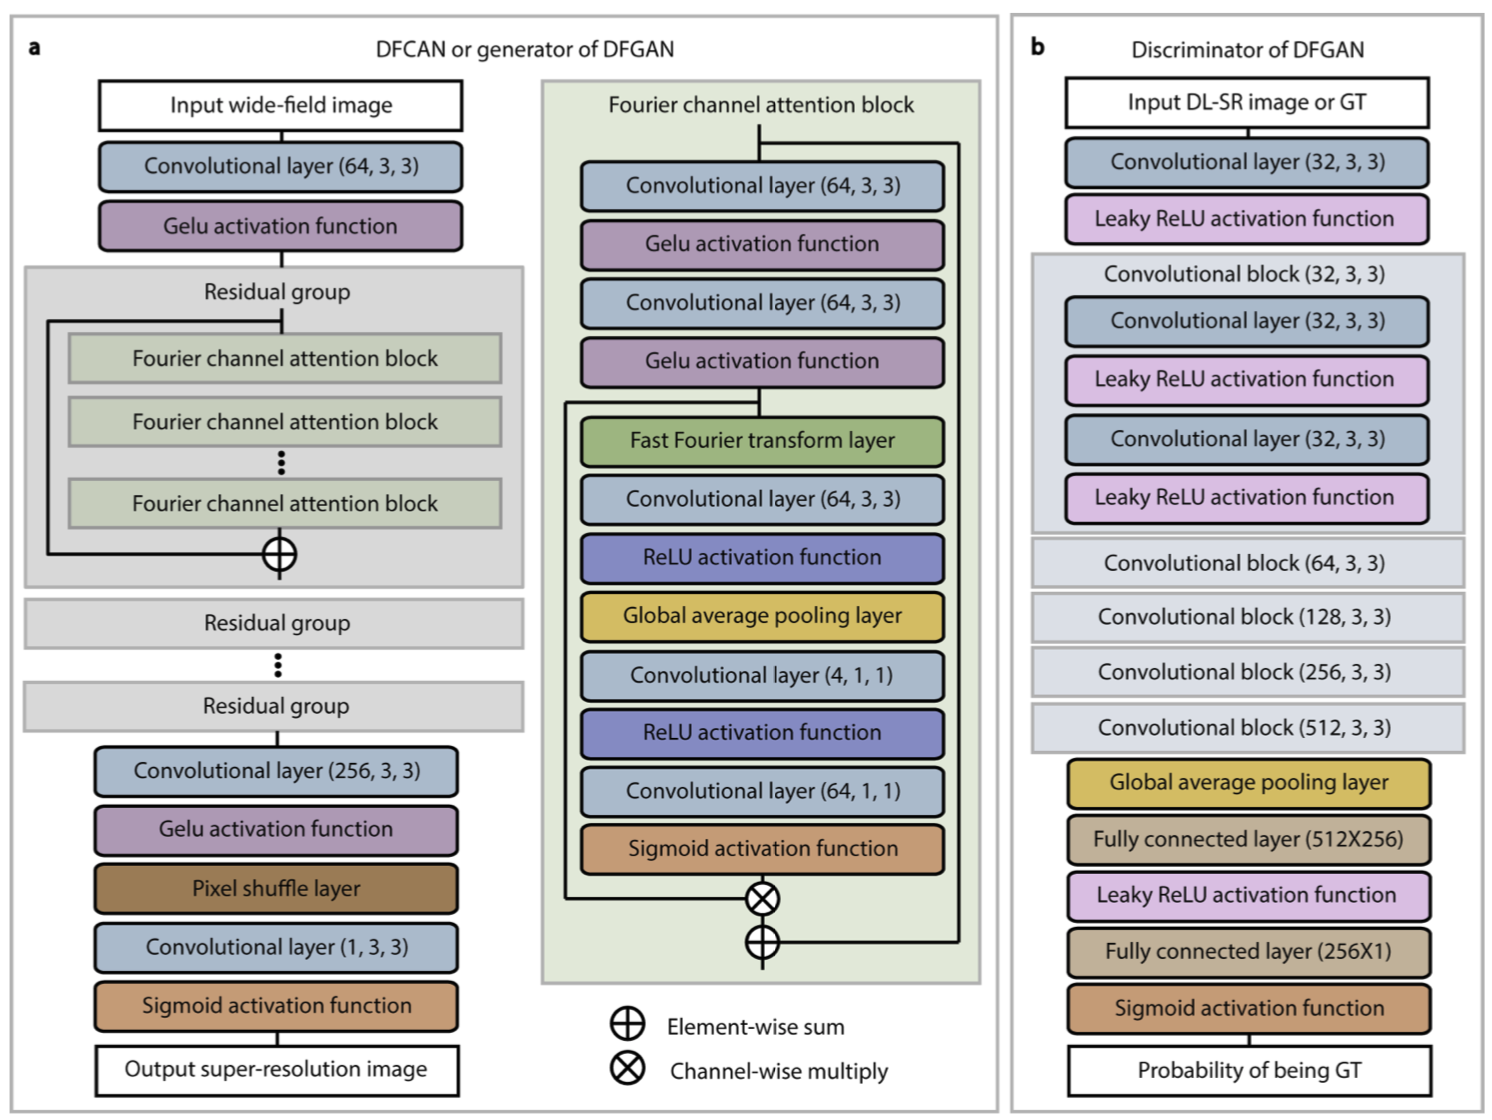 a
DFCAN or generator of DFGAN
Input wide-field image
Convolutional layer (64, 3, 3)
Gelu activation function
Residual group
Fourier channel attention block
Fourier channel attention block
Fourier channel attention block
Residual group
Residual group
Convolutional layer (256, 3, 3)
Gelu activation function
Pixel shuffle layer
Convolutional layer (1, 3, 3)
Sigmoid activation function
Output super-resolution image
Fourier channel attention block
Convolutional layer (64, 3, 3)
Gelu activation function
Convolutional layer (64, 3, 3)
Gelu activation function
Fast Fourier transform layer
Convolutional layer (64, 3, 3)
ReLU activation function
Global average pooling layer
Convolutional layer (4, 1, 1)
ReLU activation function
Convolutional layer (64, 1, 1)
Sigmoid activation function
Element-wise sum
Channel-wise multiply
b
Discriminator of DFGAN
Input DL-SR image or GT
Convolutional layer (32, 3, 3)
Leaky ReLU activation function
Convolutional block (32, 3, 3)
Convolutional layer (32, 3, 3)
Leaky ReLU activation function
Convolutional layer (32, 3, 3)
Leaky ReLU activation function
Convolutional block (64, 3, 3)
Convolutional block (128, 3, 3)
Convolutional block (256, 3, 3)
Convolutional block (512, 3, 3)
Global average pooling layer
Fully connected layer (512X256)
Leaky ReLU activation function
Fully connected layer (256X1)
Sigmoid activation function
Probability of being GT